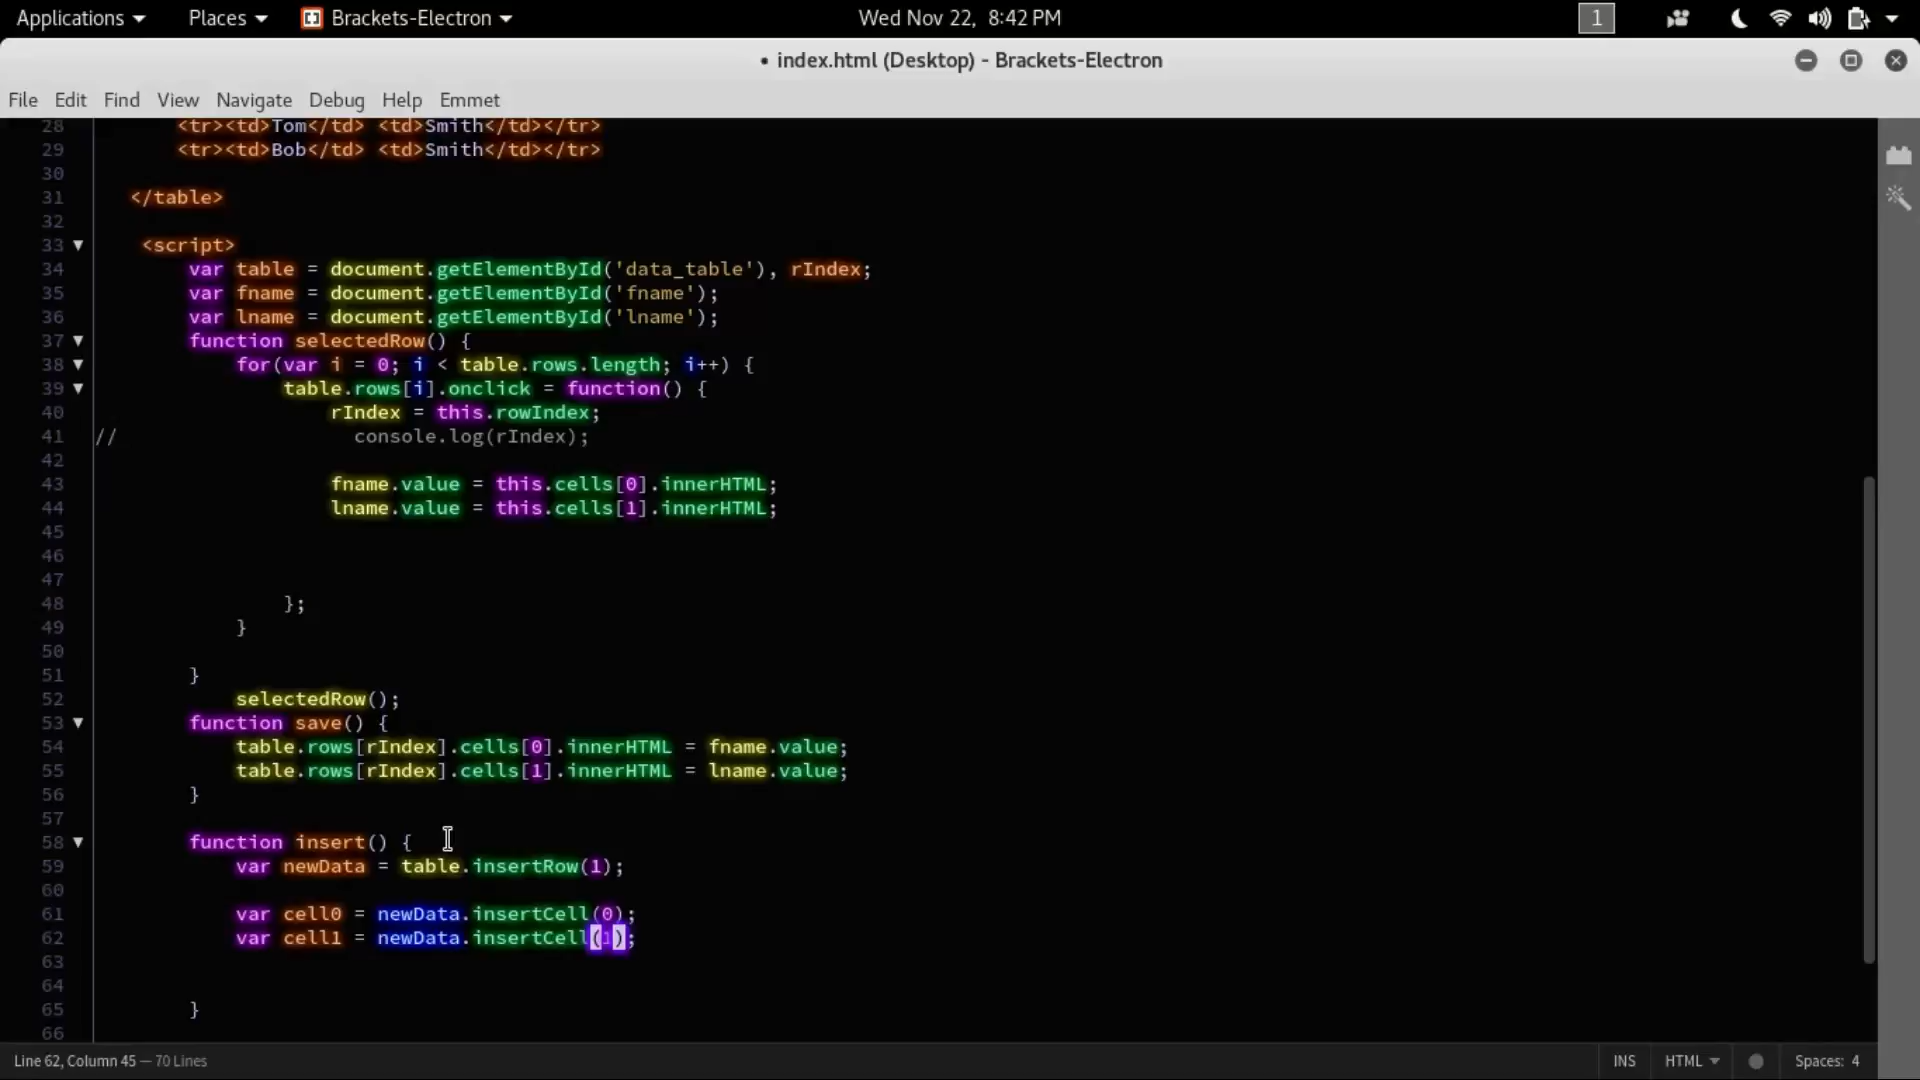 Applications Places Brackets-Electron Wed Nov 22, 8:42 PM 1
• index.html (Desktop) - Brackets-Electron
File Edit Find View Navigate Debug Help Emmet
28 <tr><td>Tom</td> <td>Smith</td></tr>
29 <tr><td>Bob</td> <td>Smith</td></tr>
30
31 </table>
32
33 <script>
34 var table = document.getElementById('data_table'), rIndex;
35 var fname = document.getElementById('fname');
36 var lname = document.getElementById('lname');
37 function selectedRow() {
38 for(var i = 0; i < table.rows.length; i++) {
39 table.rows[i].onclick = function() {
40 rIndex = this.rowIndex;
41 // console.log(rIndex);
42
43 fname.value = this.cells[0].innerHTML;
44 lname.value = this.cells[1].innerHTML;
45
46
47
48 };
49 }
50
51 }
52 selectedRow();
53 function save() {
54 table.rows[rIndex].cells[0].innerHTML = fname.value;
55 table.rows[rIndex].cells[1].innerHTML = lname.value;
56 }
57
58 function insert() {
59 var newData = table.insertRow(1);
60
61 var cell0 = newData.insertCell(0);
62 var cell1 = newData.insertCell(1);
63
64
65 }
66
Line 62, Column 45 — 70 Lines INS HTML Spaces: 4